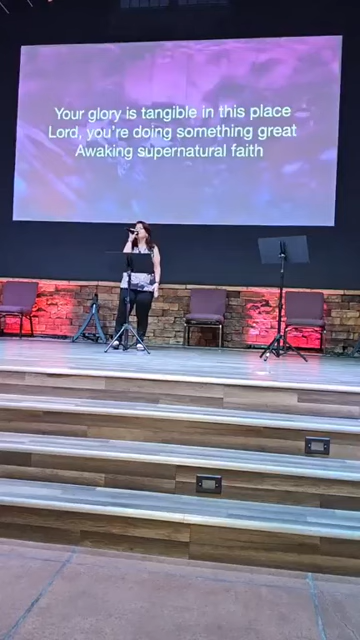 Your glory is tangible in this place
Lord, you're doing something great
Awaking supernatural faith